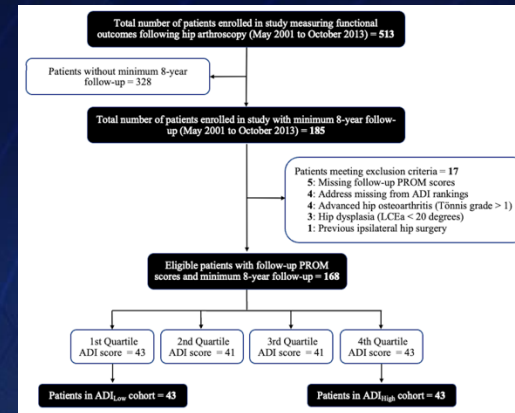 Total number of patients enrolled in study measuring functional
outcomes following hip arthroscopy (May 2001 to October 2013) = 513
Patients without minimum 8-year
follow-up = 328
Total number of patients enrolled in study with minimum 8-year follow-
up (May 2001 to October 2013) = 185
Patients meeting exclusion criteria = 17
5: Missing follow-up PROM scores
4: Address missing from ADI rankings
4: Advanced hip osteoarthritis (Tönnis grade > 1)
3: Hip dysplasia (LCEa < 20 degrees)
1: Previous ipsilateral hip surgery
Eligible patients with follow-up PROM
scores and minimum 8-year follow-up = 168
1st Quartile
ADI score = 43
2nd Quartile
ADI score = 41
3rd Quartile
ADI score = 41
4th Quartile
ADI score = 43
Patients in ADILow cohort = 43
Patients in ADIHigh cohort = 43